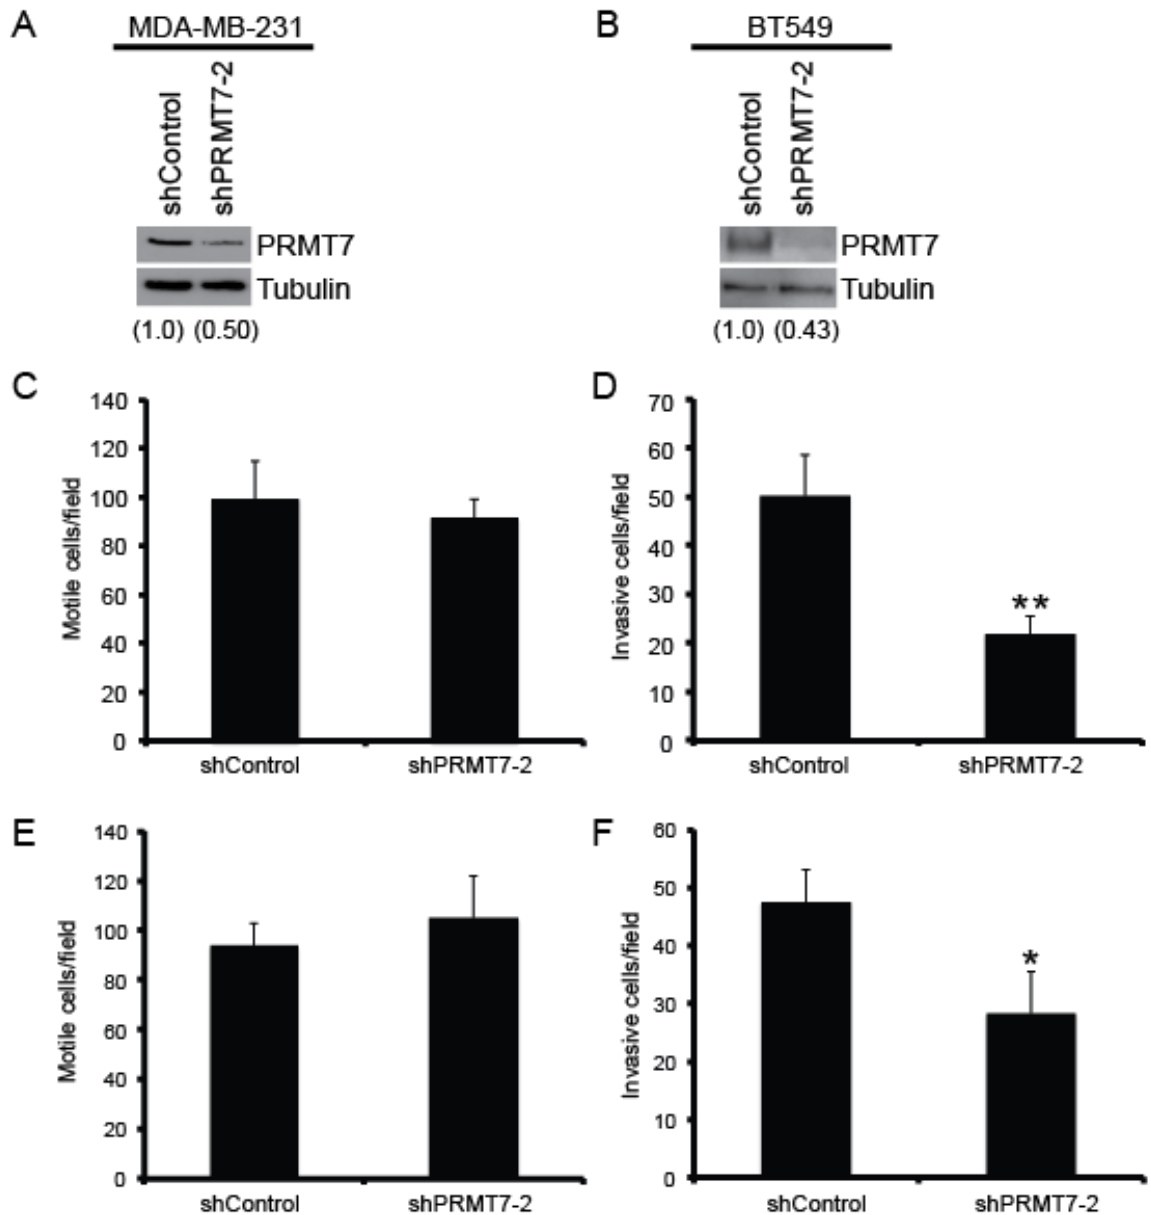 A
MDA-MB-231
shControl
shPRMT7-2
PRMT7
Tubulin
(1.0) (0.50)
B
BT549
shControl
shPRMT7-2
PRMT7
Tubulin
(1.0) (0.43)
C
Motile cells/field
140
120
100
80
60
40
20
0
shControl
shPRMT7-2
D
Invasive cells/field
70
60
50
40
30
20
10
0
**
shControl
shPRMT7-2
E
Motile cells/field
140
120
100
80
60
40
20
0
shControl
shPRMT7-2
F
Invasive cells/field
60
50
40
30
20
10
0
*
shControl
shPRMT7-2